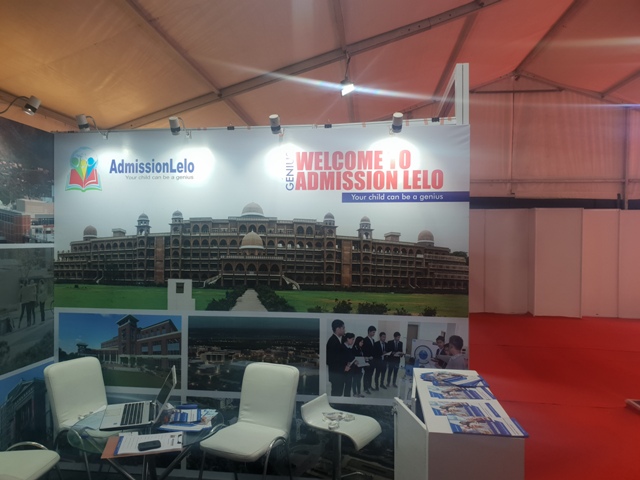 AdmissionLelo
Your child can be a genius
GENIUS
WELCOME TO
ADMISSION LELO
Your child can be a genius